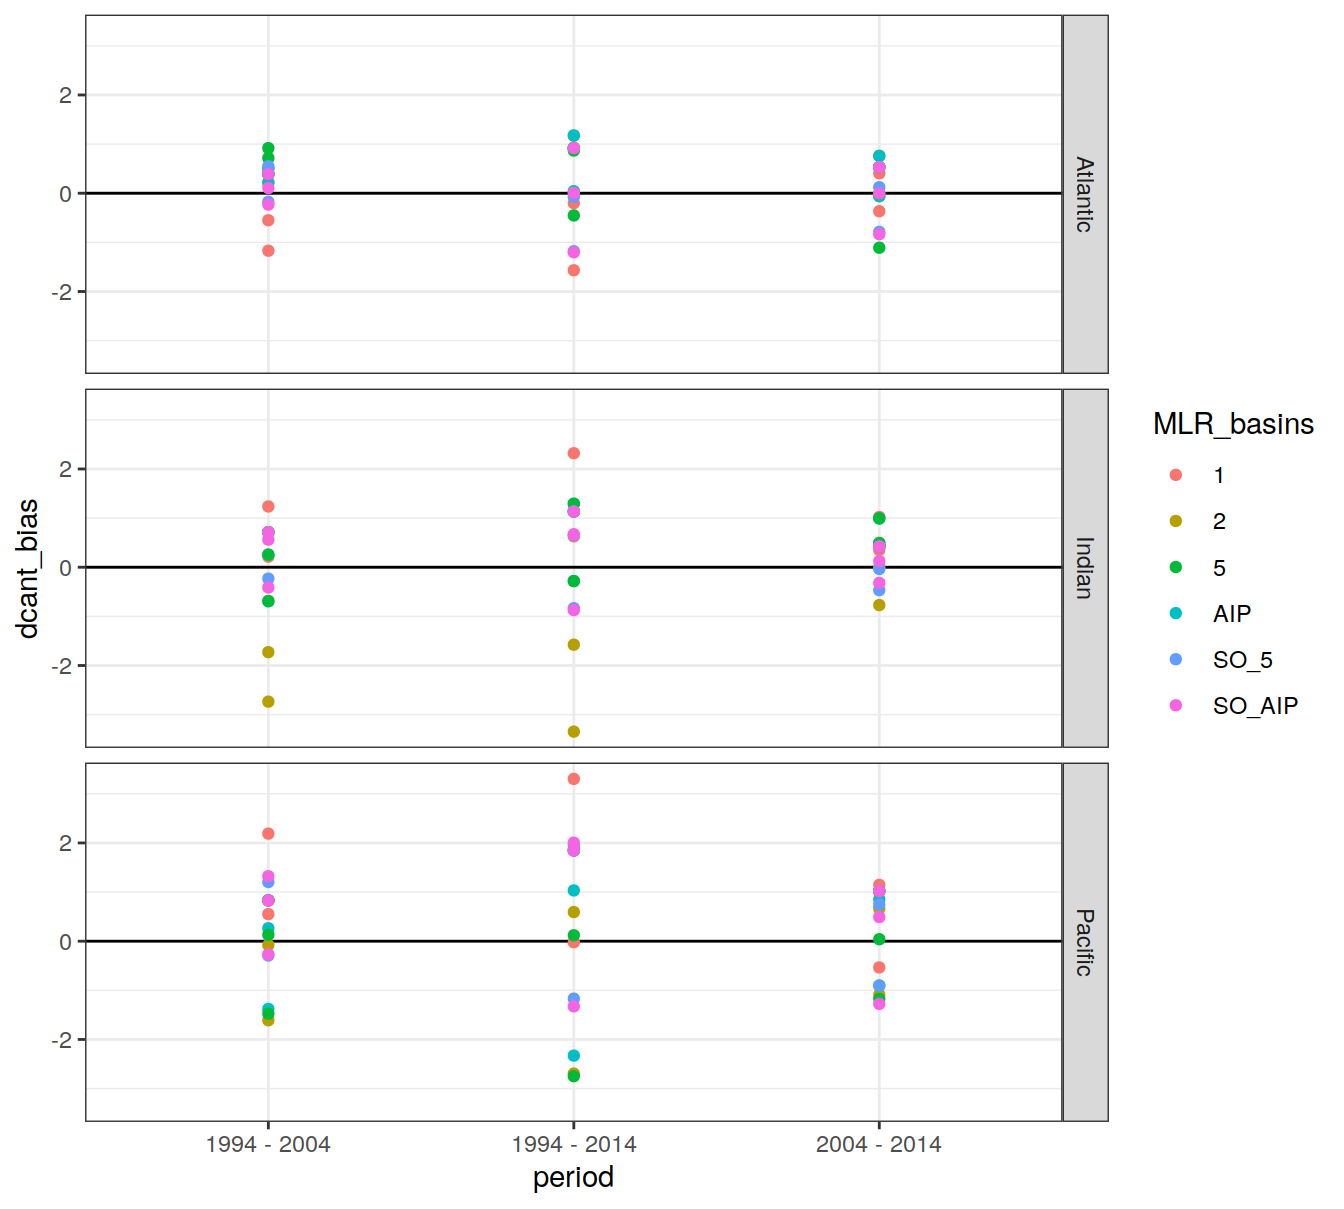 2
0
-2
Atlantic
2
0
-2
Indian
2
0
-2
Pacific
dcant_bias
1994 - 2004
1994 - 2014
2004 - 2014
period
MLR_basins
1
2
5
AIP
SO_5
SO_AIP